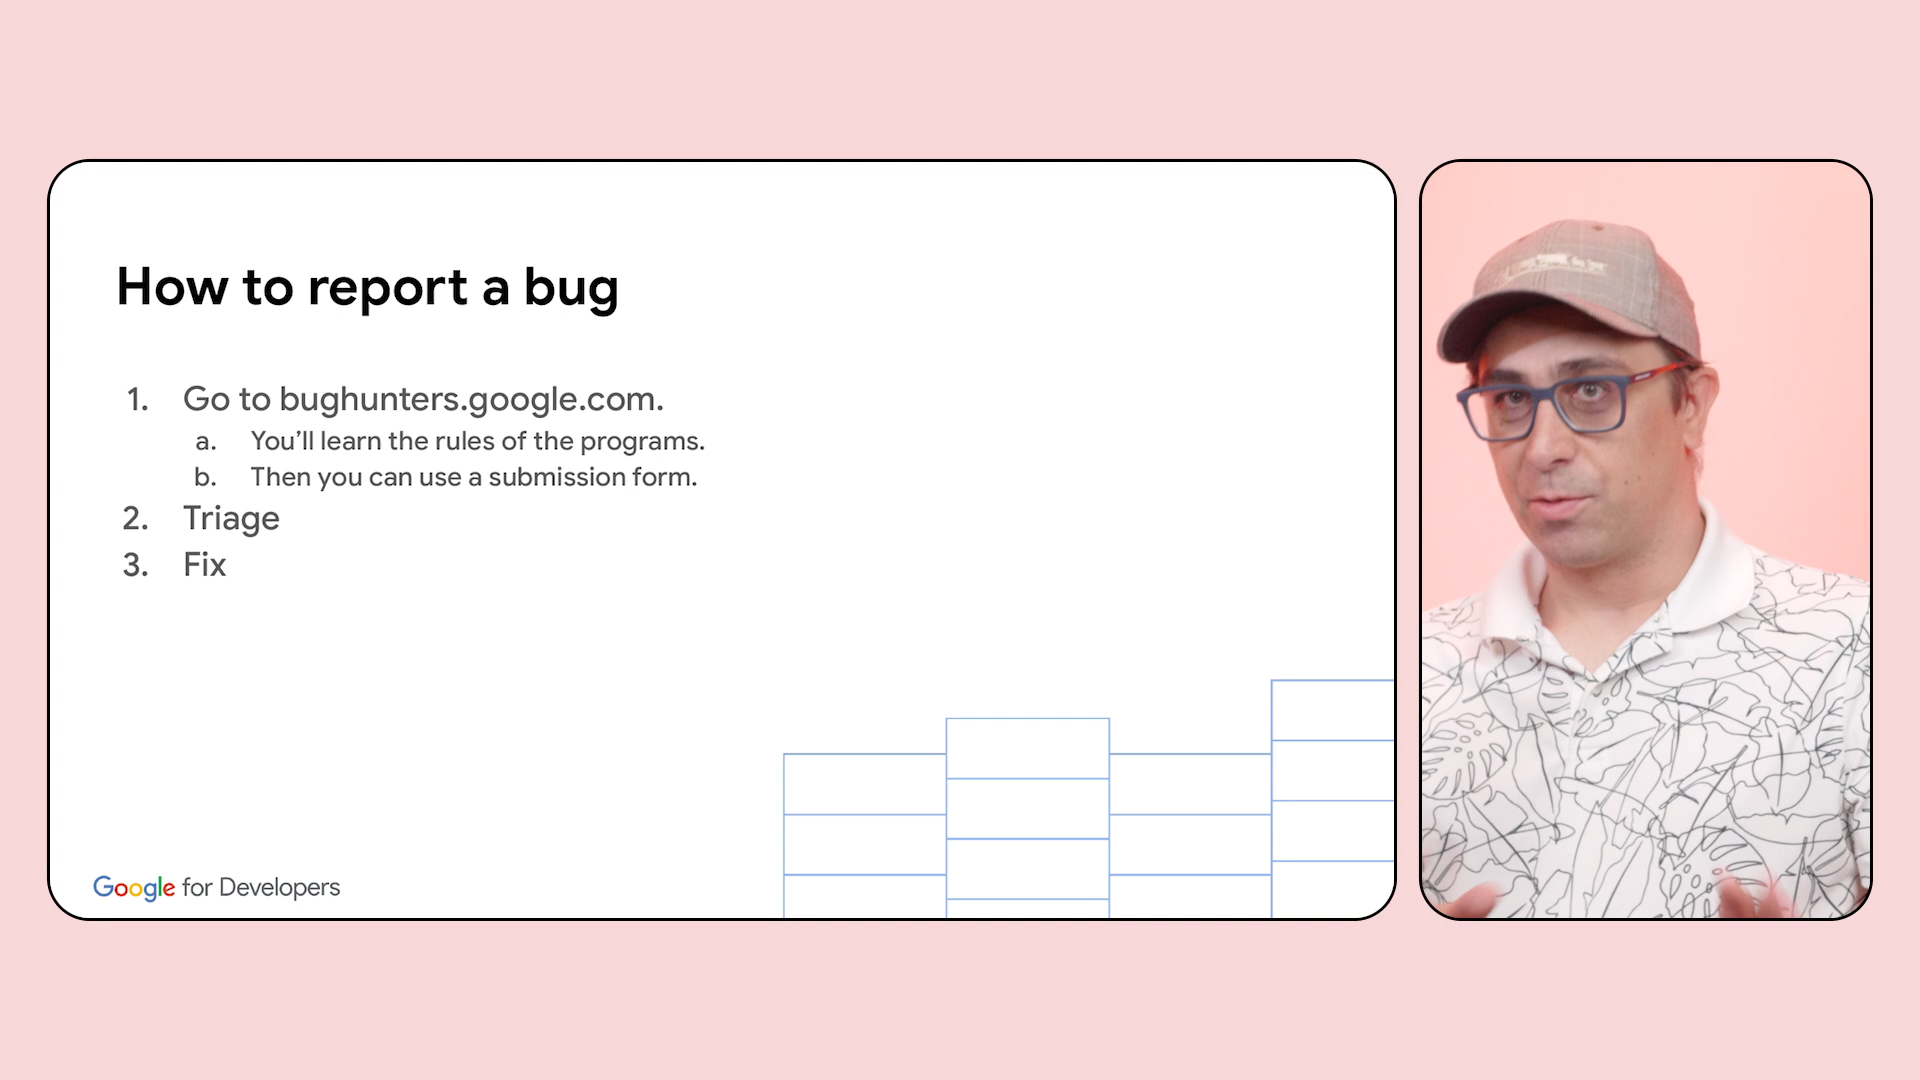 How to report a bug
1. Go to bughunters.google.com.
a. You’ll learn the rules of the programs.
b. Then you can use a submission form.
2. Triage
3. Fix
Google for Developers